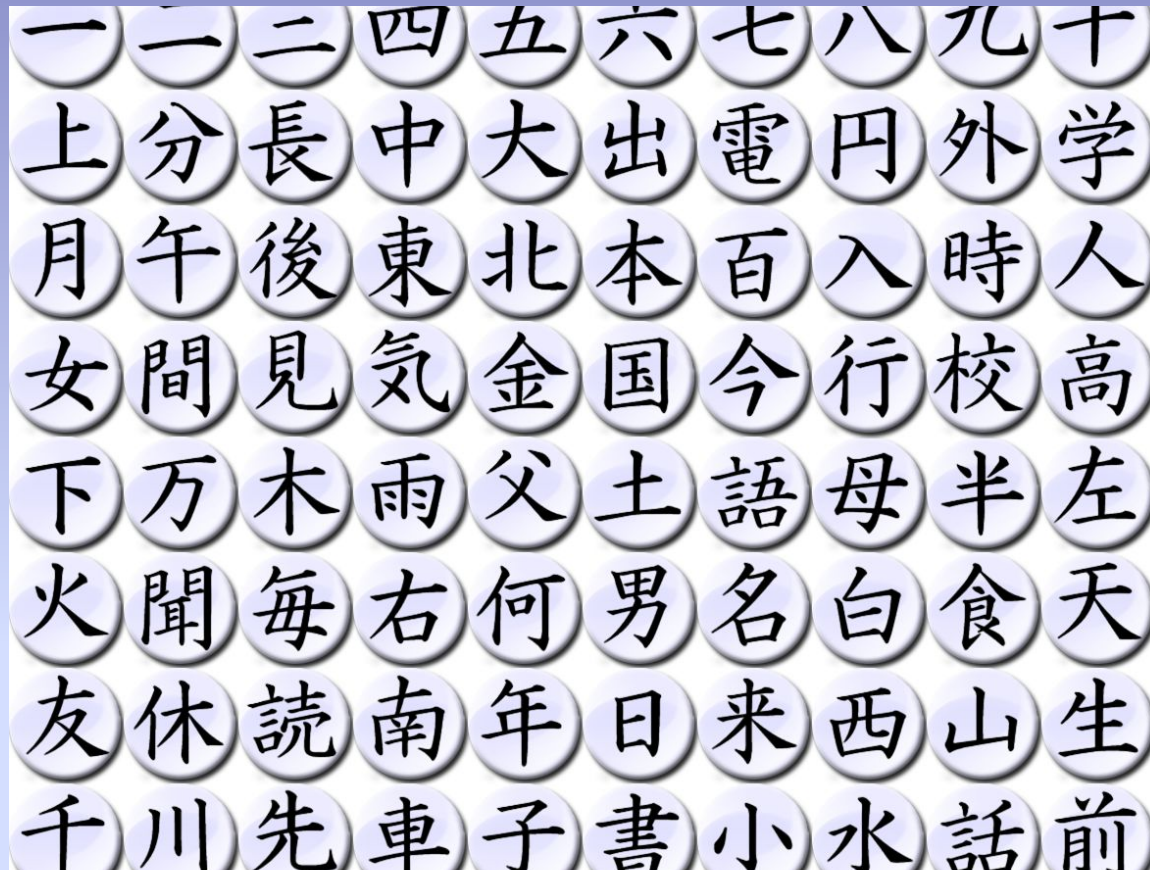 一 二 三 四 五 六 七 八 九 十
上 分 長 中 大 出 電 円 外 学
月 午 後 東 北 本 百 入 時 人
女 間 見 気 金 国 今 行 校 高
下 万 木 雨 父 土 語 母 半 左
火 聞 毎 右 何 男 名 白 食 天
友 休 読 南 年 日 来 西 山 生
千 川 先 車 子 書 小 水 話 前